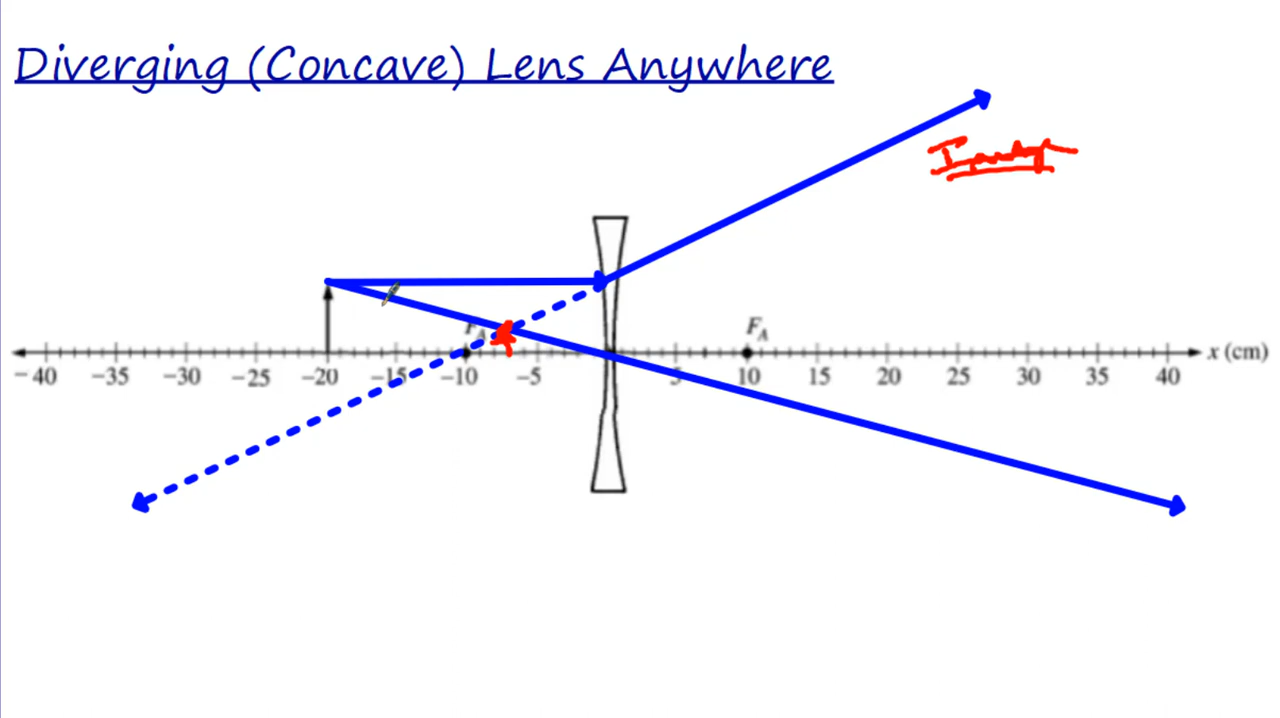 Diverging (Concave) Lens Anywhere
F_A F_A
x (cm)
−40 −35 −30 −25 −20 −15 −10 −5 5 10 15 20 25 30 35 40